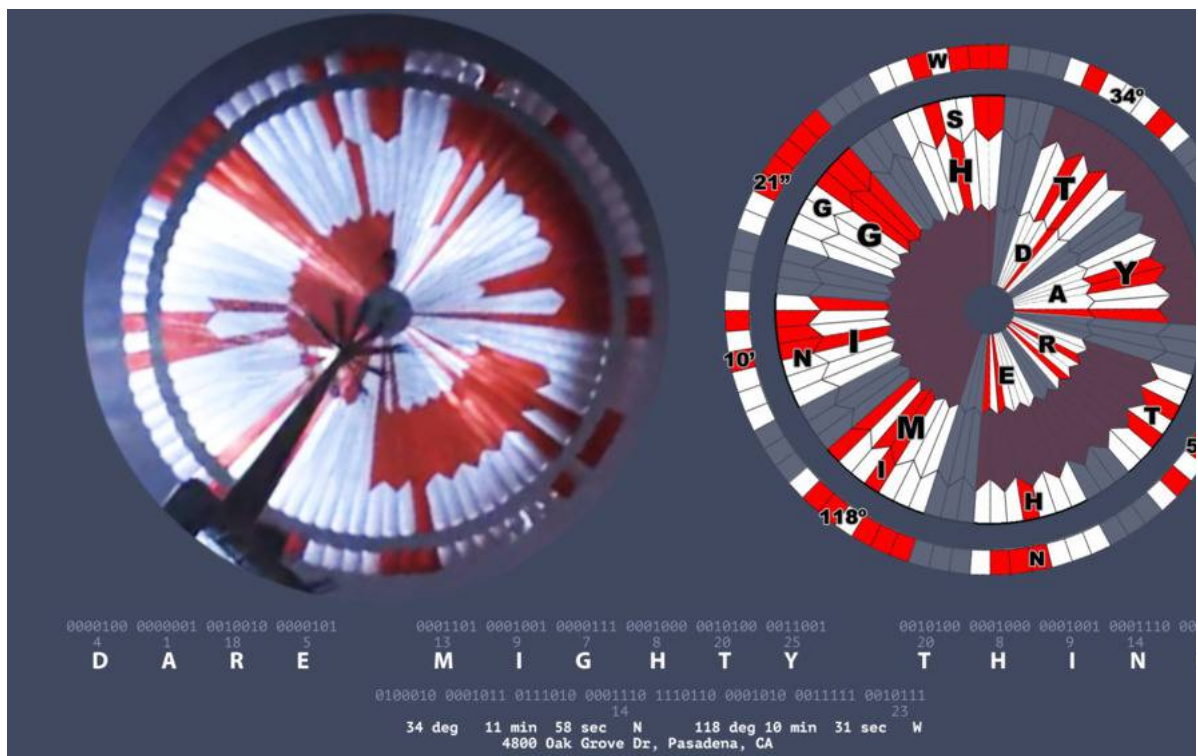 W
34°
S
H
T
21"
G
G
D
A
Y
I
N
10'
R
E
M
I
T
5
118°
H
N
0000100 0000001 0010010 0000101 0001101 0001001 0000111 0001000 0010100 0011001 0010100 0001000 0001001 0001110 00
4 1 18 5 13 9 7 8 20 25 20 8 9 14
D A R E M I G H T Y T H I N
0100010 0001011 0111010 0001110 1110110 0001010 0011111 0010111
14 23
34 deg 11 min 58 sec N 118 deg 10 min 31 sec W
4800 Oak Grove Dr, Pasadena, CA